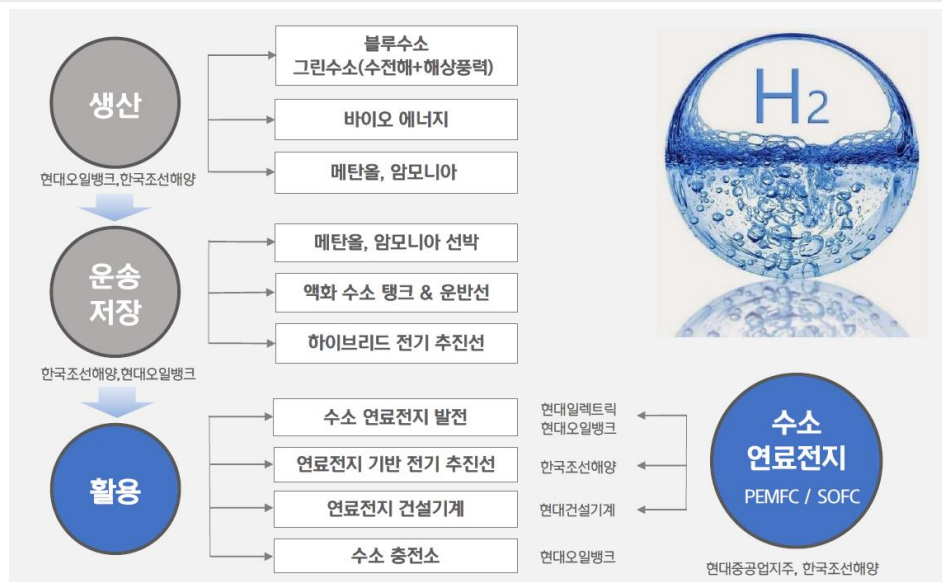 생산
현대오일뱅크,한국조선해양
블루수소
그린수소(수전해+해상풍력)
바이오 에너지
메탄올, 암모니아
H2
운송
저장
한국조선해양,현대오일뱅크
메탄올, 암모니아 선박
액화 수소 탱크 & 운반선
하이브리드 전기 추진선
활용
수소 연료전지 발전
현대일렉트릭
현대오일뱅크
연료전지 기반 전기 추진선
한국조선해양
연료전지 건설기계
현대건설기계
수소 충전소
현대오일뱅크
수소
연료전지
PEMFC / SOFC
현대중공업지주, 한국조선해양